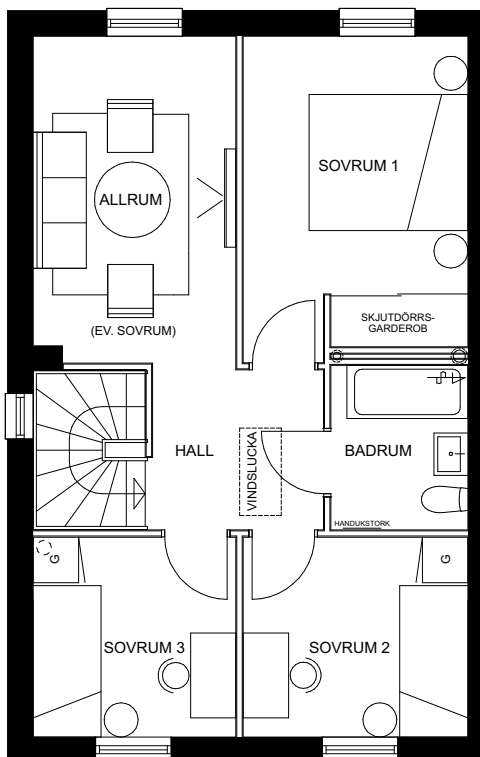 SOVRUM 1
ALLRUM
SKJUTDÖRRS-
GARDEROB
(EV. SOVRUM)
HALL
VINDSLUCKA
BADRUM
HANDUKSTORK
G
G
SOVRUM 3
SOVRUM 2